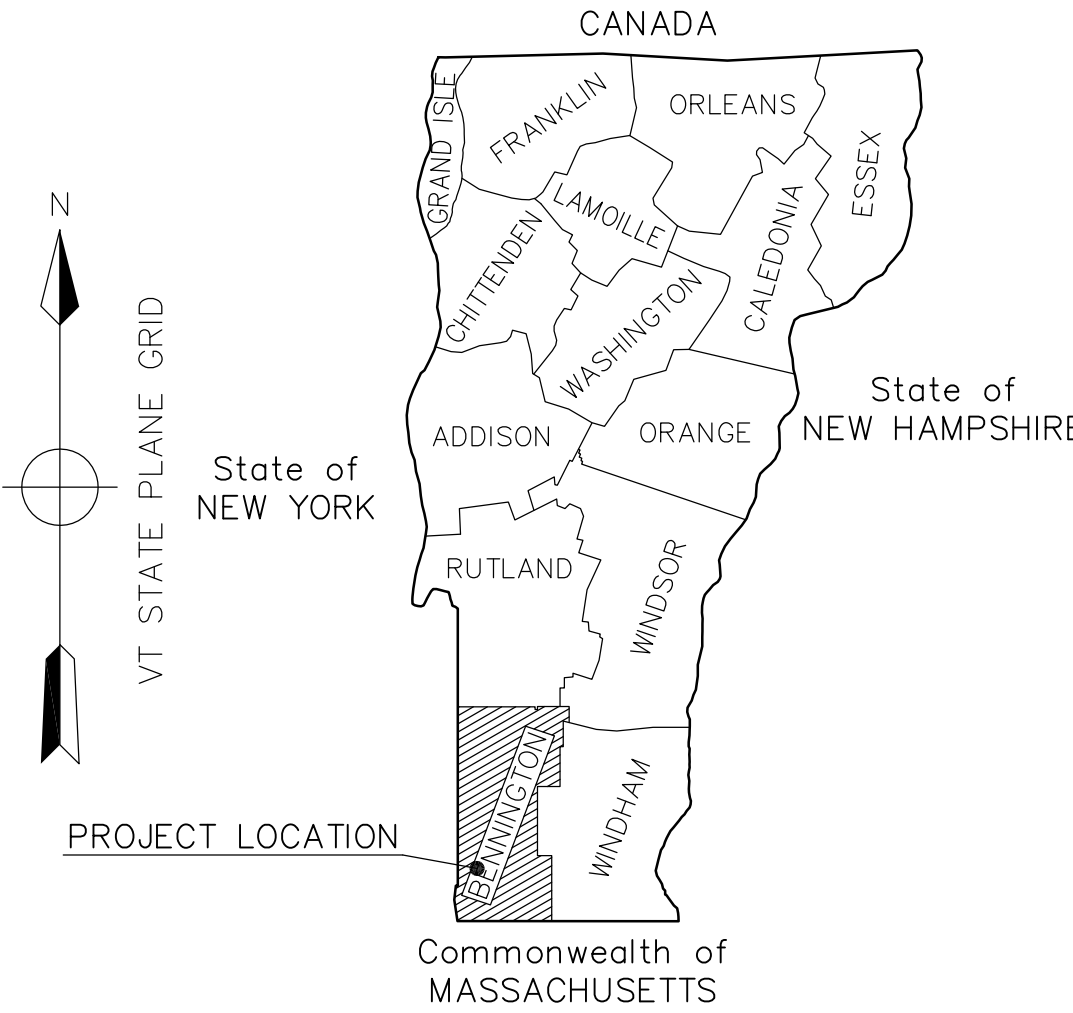 CANADA
GRAND ISLE
FRANKLIN
ORLEANS
ESSEX
LAMOILLE
CALEDONIA
CHITTENDEN
WASHINGTON
N
VT STATE PLANE GRID
State of
NEW HAMPSHIRE
ADDISON
ORANGE
State of
NEW YORK
RUTLAND
WINDSOR
BENNINGTON
WINDHAM
PROJECT LOCATION
Commonwealth of
MASSACHUSETTS